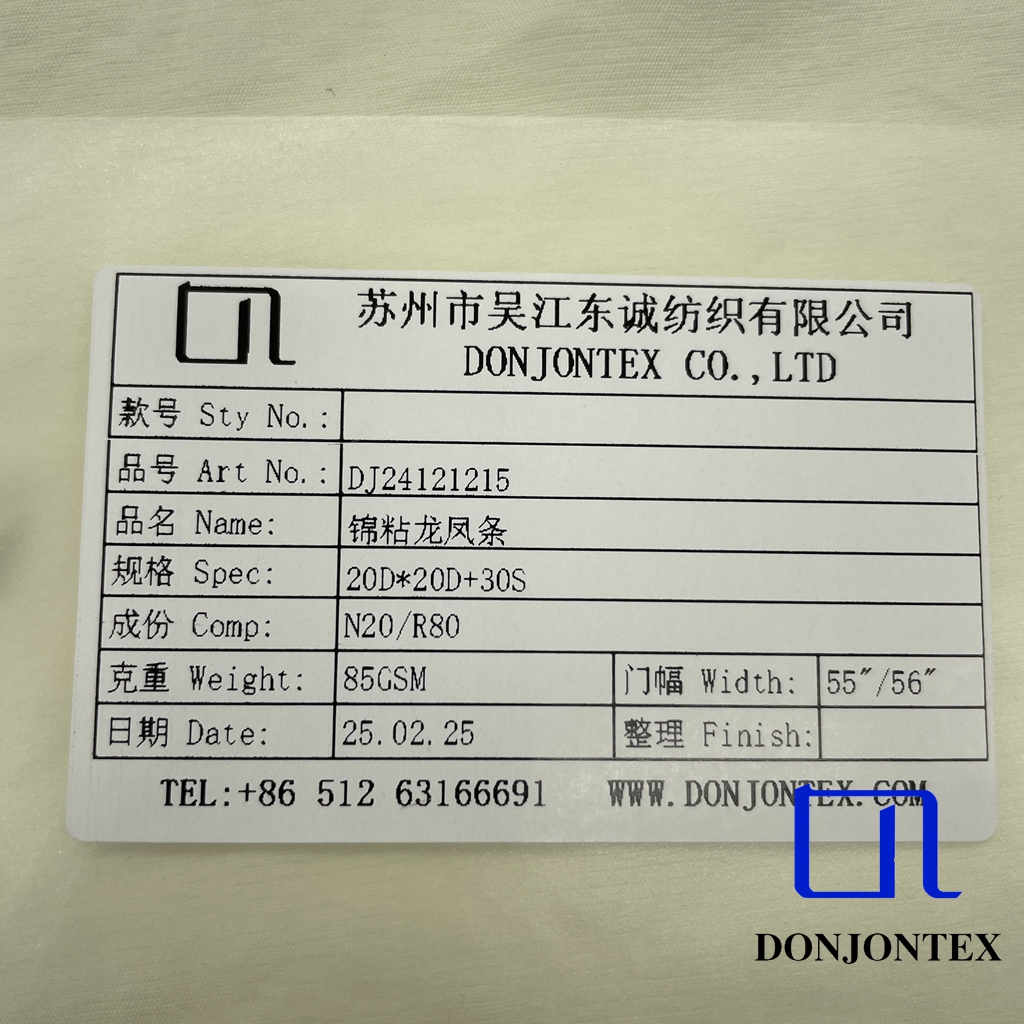 苏州市吴江东诚纺织有限公司
DONJONTEX CO.,LTD
款号 Sty No.:
品号 Art No.: DJ24121215
品名 Name: 锦粘龙凤条
规格 Spec: 20D*20D+30S
成份 Comp: N20/R80
克重 Weight: 85GSM 门幅 Width: 55"/56"
日期 Date: 25.02.25 整理 Finish:
TEL:+86 512 63166691 WWW.DONJONTEX.COM
DONJONTEX